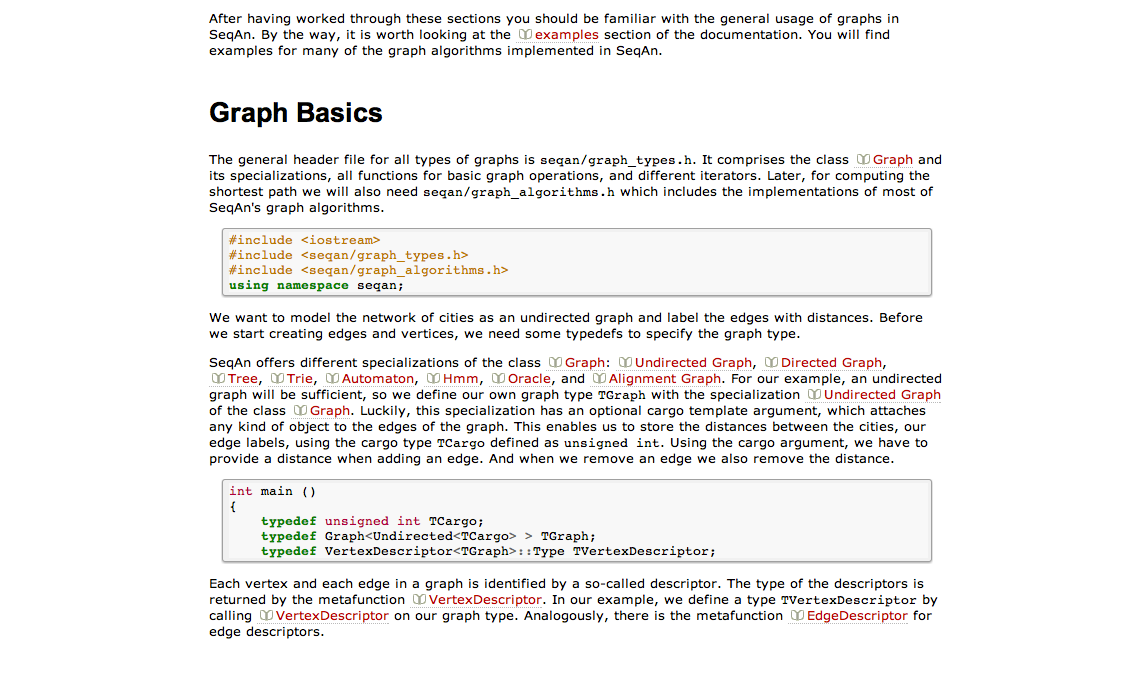 After having worked through these sections you should be familiar with the general usage of graphs in
SeqAn. By the way, it is worth looking at the examples section of the documentation. You will find
examples for many of the graph algorithms implemented in SeqAn.
Graph Basics
The general header file for all types of graphs is seqan/graph_types.h. It comprises the class Graph and
its specializations, all functions for basic graph operations, and different iterators. Later, for computing the
shortest path we will also need seqan/graph_algorithms.h which includes the implementations of most of
SeqAn's graph algorithms.
#include <iostream>
#include <seqan/graph_types.h>
#include <seqan/graph_algorithms.h>
using namespace seqan;
We want to model the network of cities as an undirected graph and label the edges with distances. Before
we start creating edges and vertices, we need some typedefs to specify the graph type.
SeqAn offers different specializations of the class Graph: Undirected Graph, Directed Graph,
Tree, Trie, Automaton, Hmm, Oracle, and Alignment Graph. For our example, an undirected
graph will be sufficient, so we define our own graph type TGraph with the specialization Undirected Graph
of the class Graph. Luckily, this specialization has an optional cargo template argument, which attaches
any kind of object to the edges of the graph. This enables us to store the distances between the cities, our
edge labels, using the cargo type TCargo defined as unsigned int. Using the cargo argument, we have to
provide a distance when adding an edge. And when we remove an edge we also remove the distance.
int main ()
{
    typedef unsigned int TCargo;
    typedef Graph<Undirected<TCargo> > TGraph;
    typedef VertexDescriptor<TGraph>::Type TVertexDescriptor;
Each vertex and each edge in a graph is identified by a so-called descriptor. The type of the descriptors is
returned by the metafunction VertexDescriptor. In our example, we define a type TVertexDescriptor by
calling VertexDescriptor on our graph type. Analogously, there is the metafunction EdgeDescriptor for
edge descriptors.